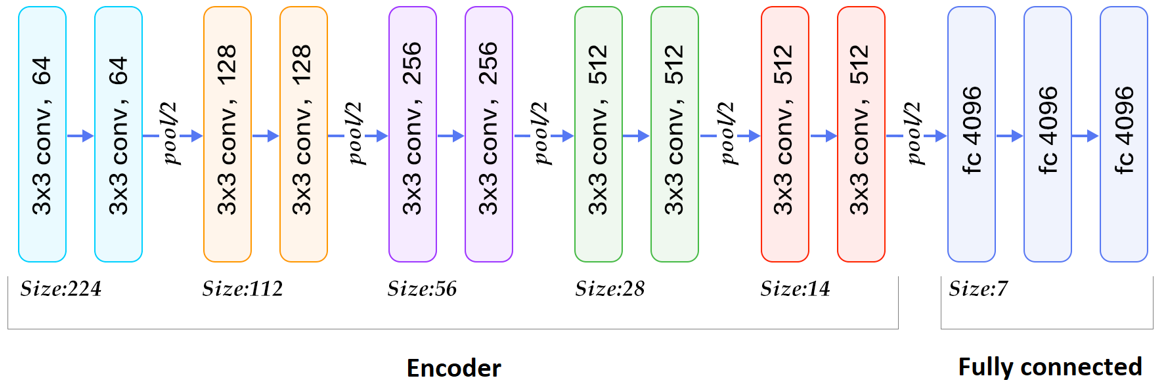 3x3 conv, 64
3x3 conv, 64
pool/2
3x3 conv, 128
3x3 conv, 128
pool/2
3x3 conv, 256
3x3 conv, 256
pool/2
3x3 conv, 512
3x3 conv, 512
pool/2
3x3 conv, 512
3x3 conv, 512
pool/2
fc 4096
fc 4096
fc 4096
Size:224
Size:112
Size:56
Size:28
Size:14
Size:7
Encoder
Fully connected